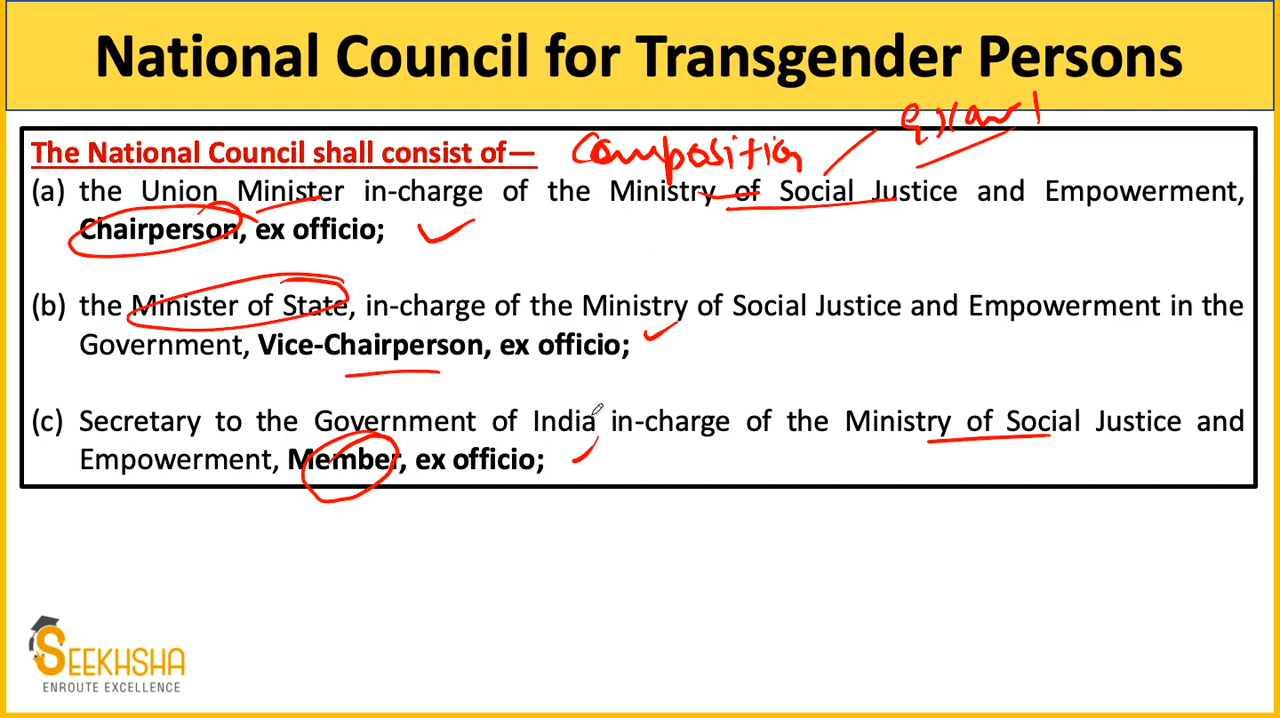 National Council for Transgender Persons
The National Council shall consist of— Composition Exam
(a) the Union Minister in-charge of the Ministry of Social Justice and Empowerment,
Chairperson, ex officio;
(b) the Minister of State, in-charge of the Ministry of Social Justice and Empowerment in the
Government, Vice-Chairperson, ex officio;
(c) Secretary to the Government of India in-charge of the Ministry of Social Justice and
Empowerment, Member, ex officio;
SEEKHSHA
ENROUTE EXCELLENCE